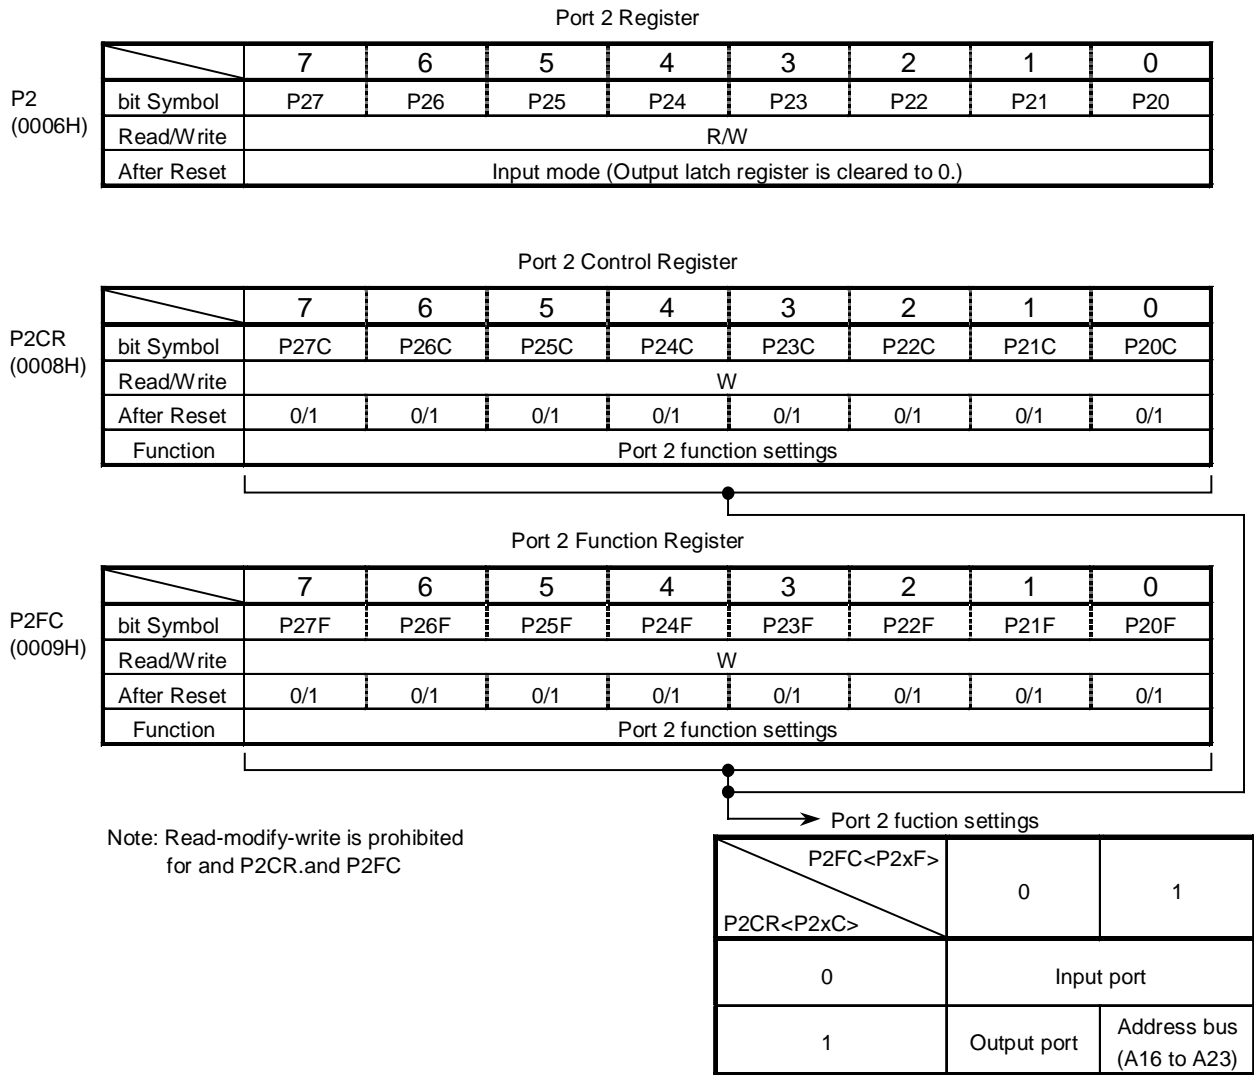 Port 2 Register
7 6 5 4 3 2 1 0
P2 (0006H)
bit Symbol P27 P26 P25 P24 P23 P22 P21 P20
Read/Write R/W
After Reset Input mode (Output latch register is cleared to 0.)
Port 2 Control Register
7 6 5 4 3 2 1 0
P2CR (0008H)
bit Symbol P27C P26C P25C P24C P23C P22C P21C P20C
Read/Write W
After Reset 0/1 0/1 0/1 0/1 0/1 0/1 0/1 0/1
Function Port 2 function settings
Port 2 Function Register
7 6 5 4 3 2 1 0
P2FC (0009H)
bit Symbol P27F P26F P25F P24F P23F P22F P21F P20F
Read/Write W
After Reset 0/1 0/1 0/1 0/1 0/1 0/1 0/1 0/1
Function Port 2 function settings
Note: Read-modify-write is prohibited
for and P2CR.and P2FC
Port 2 fuction settings
P2FC<P2xF> 0 1
P2CR<P2xC>
0 Input port
1 Output port Address bus
(A16 to A23)